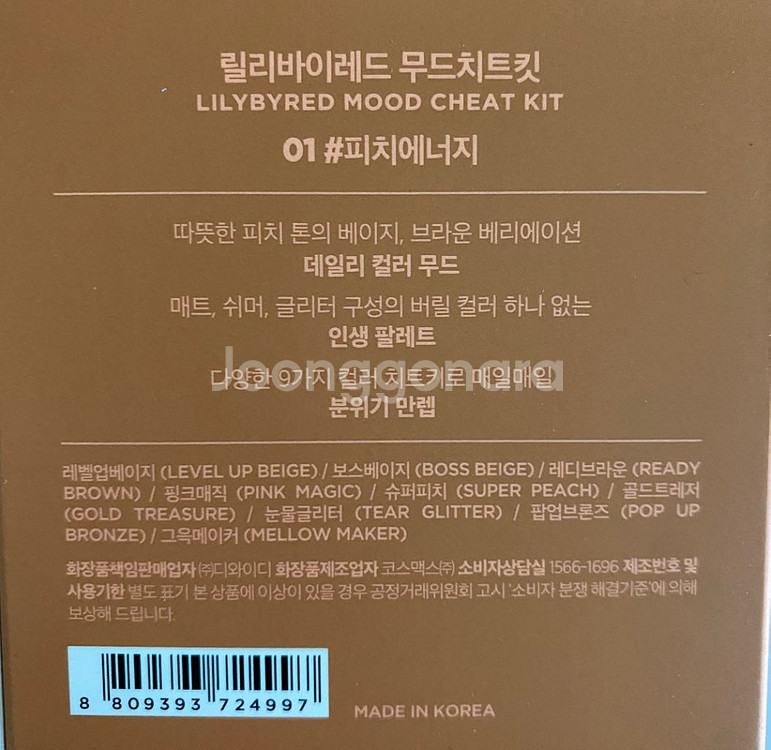 릴리바이레드 무드치트킷
LILYBYRED MOOD CHEAT KIT
01 #피치에너지
따뜻한 피치 톤의 베이지, 브라운 베리에이션
데일리 컬러 무드
매트, 쉬머, 글리터 구성의 버릴 컬러 하나 없는
인생 팔레트
다양한 9가지 컬러 치트키로 매일매일
Joonggonara
분위기 만렙
레벨업베이지 (LEVEL UP BEIGE) / 보스베이지 (BOSS BEIGE) / 레디브라운 (READY
BROWN) / 핑크매직 (PINK MAGIC) / 슈퍼피치 (SUPER PEACH) / 골드트레저
(GOLD TREASURE) / 눈물글리터 (TEAR GLITTER) / 팝업브론즈 (POP UP
BRONZE) / 그윽메이커 (MELLOW MAKER)
화장품책임판매업자 ㈜디와이디 화장품제조업자 코스맥스㈜ 소비자상담실 1566-1696 제조번호 및
사용기한 별도 표기 본 상품에 이상이 있을 경우 공정거래위원회 고시 '소비자 분쟁 해결기준'에 의해
보상해 드립니다.
8 809393 724997
MADE IN KOREA